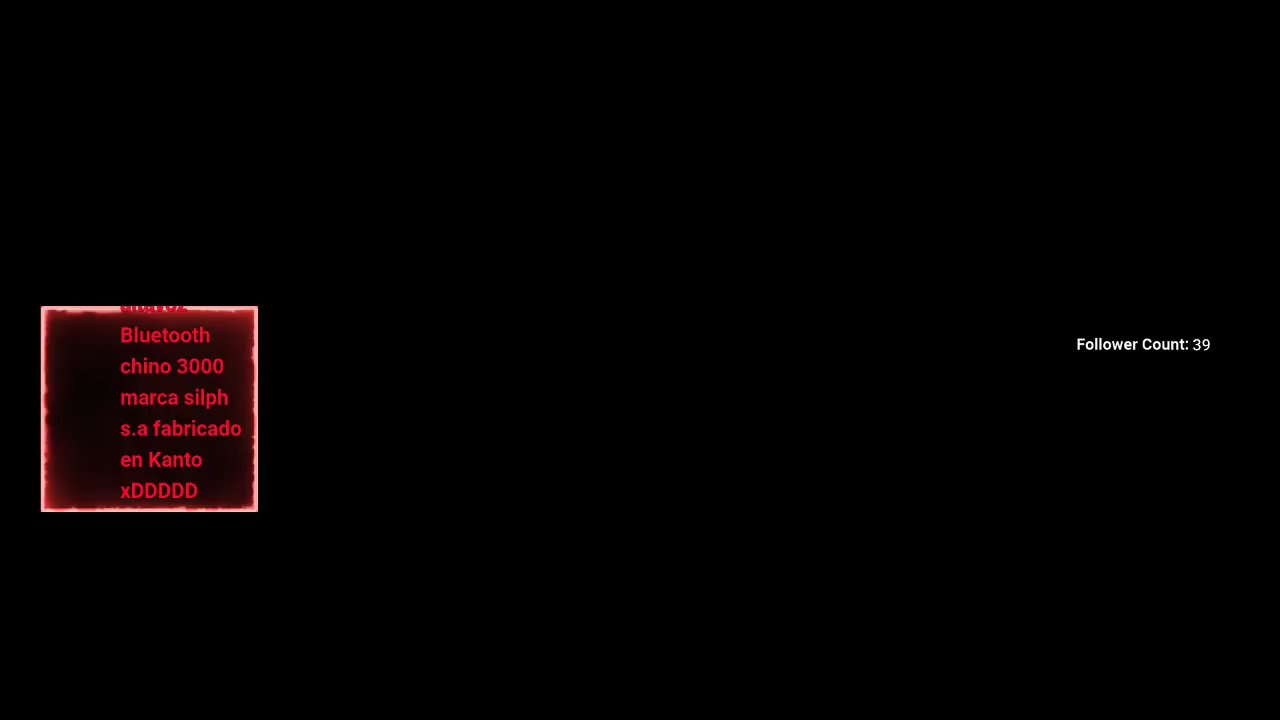 Bluetooth
chino 3000
marca silph
s.a fabricado
en Kanto
xDDDDD
Follower Count: 39